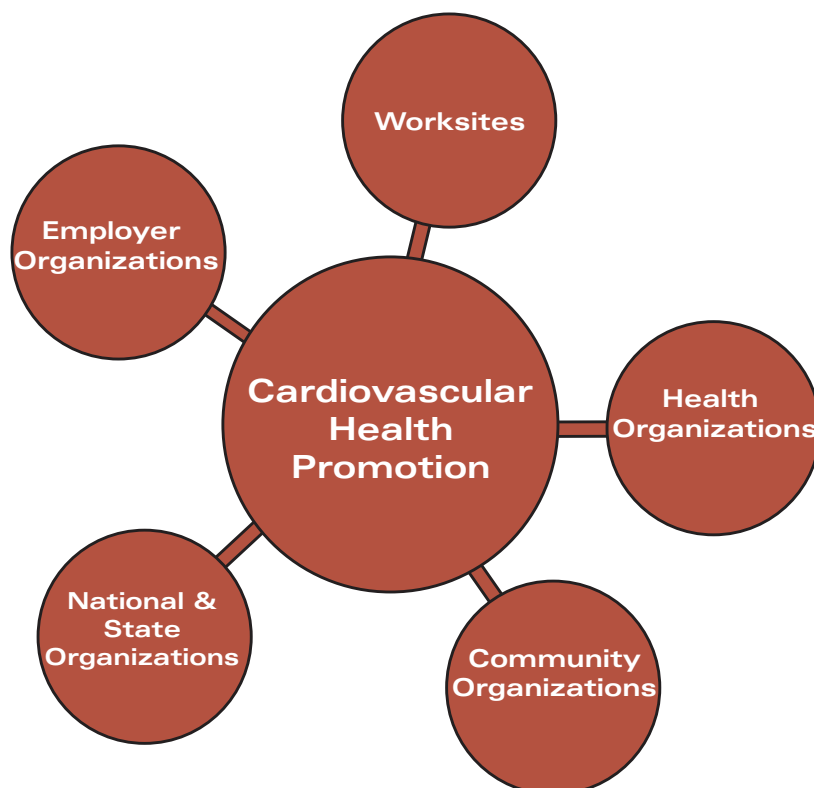 Worksites
Employer
Organizations
Cardiovascular
Health
Promotion
Health
Organizations
National &
State
Organizations
Community
Organizations